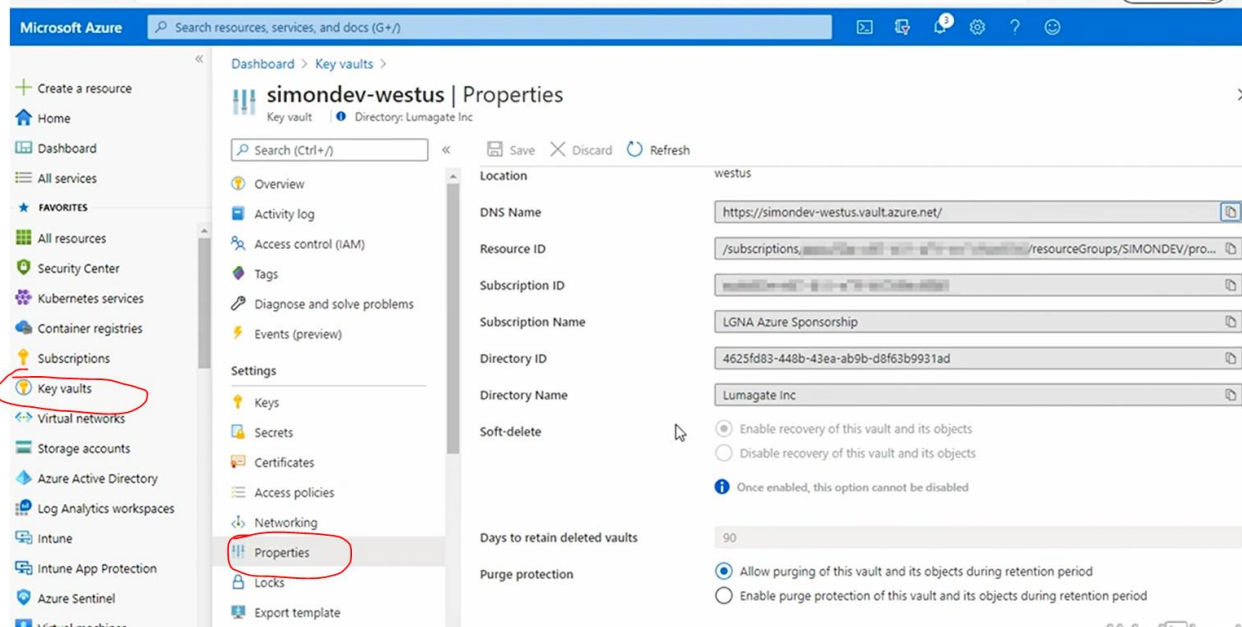 Microsoft Azure
Search resources, services, and docs (G+/)
3
Create a resource
Home
Dashboard
All services
FAVORITES
All resources
Security Center
Kubernetes services
Container registries
Subscriptions
Key vaults
Virtual networks
Storage accounts
Azure Active Directory
Log Analytics workspaces
Intune
Intune App Protection
Azure Sentinel
Virtual machines
Dashboard > Key vaults >
simondev-westus | Properties
Key vault
Directory: Lumagate Inc
Search (Ctrl+/)
Overview
Activity log
Access control (IAM)
Tags
Diagnose and solve problems
Events (preview)
Settings
Keys
Secrets
Certificates
Access policies
Networking
Properties
Locks
Export template
Save
Discard
Refresh
Location westus
DNS Name https://simondev-westus.vault.azure.net/
Resource ID /subscriptions /resourceGroups/SIMONDEV/pro...
Subscription ID
Subscription Name LGNA Azure Sponsorship
Directory ID 4625fd83-448b-43ea-ab9b-d8f63b9931ad
Directory Name Lumagate Inc
Soft-delete Enable recovery of this vault and its objects
Disable recovery of this vault and its objects
Once enabled, this option cannot be disabled
Days to retain deleted vaults 90
Purge protection Allow purging of this vault and its objects during retention period
Enable purge protection of this vault and its objects during retention period